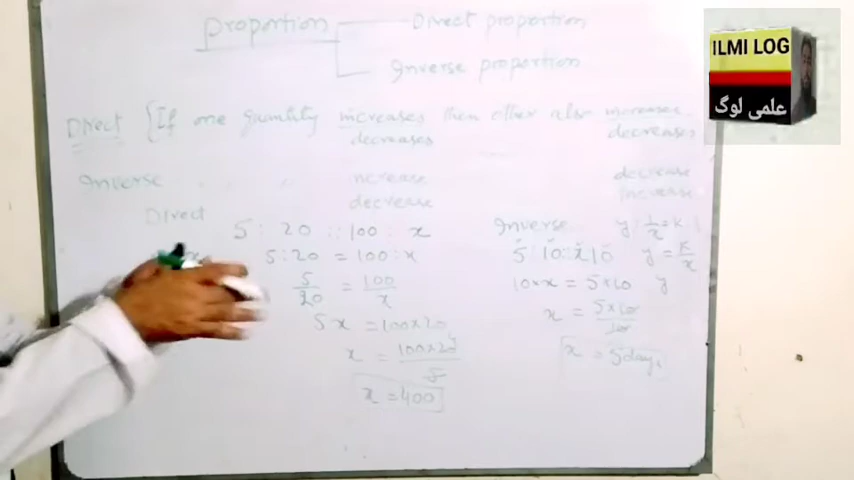 Proportion Direct proportion
Inverse proportion
ILMI LOG
علمی لوگ
Direct {If one quantity increases then other also increases
decreases decreases
Inverse " " increase decrease
decrease increase
Direct 5 : 20 :: 100 : x
5 : 20 = 100 : x
5/20 = 100/x
5x = 100×20
x = 100×20/5
x = 400
Inverse
5 : 10 :: x 10 y = k/x
10×x = 5×10 y
x = 5×10/10
x = 5 days